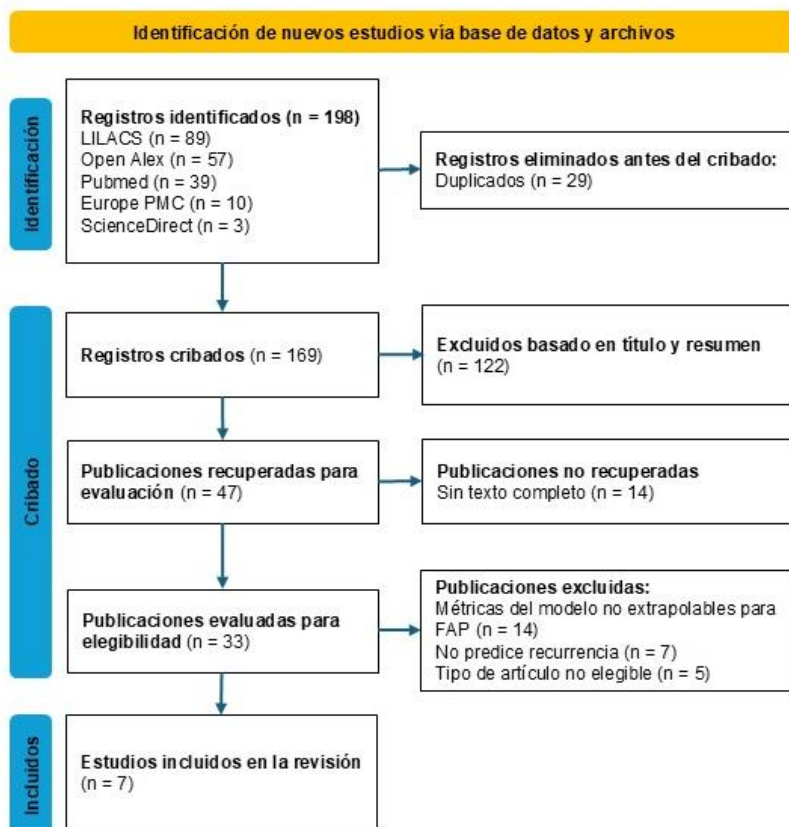 Identificación de nuevos estudios vía base de datos y archivos
Identificación
Registros identificados (n = 198)
LILACS (n = 89)
Open Alex (n = 57)
Pubmed (n = 39)
Europe PMC (n = 10)
ScienceDirect (n = 3)
Registros eliminados antes del cribado:
Duplicados (n = 29)
Cribado
Registros cribados (n = 169)
Excluidos basado en título y resumen
(n = 122)
Publicaciones recuperadas para
evaluación (n = 47)
Publicaciones no recuperadas
Sin texto completo (n = 14)
Publicaciones evaluadas para
elegibilidad (n = 33)
Publicaciones excluidas:
Métricas del modelo no extrapolables para
FAP (n = 14)
No predice recurrencia (n = 7)
Tipo de artículo no elegible (n = 5)
Incluidos
Estudios incluidos en la revisión
(n = 7)